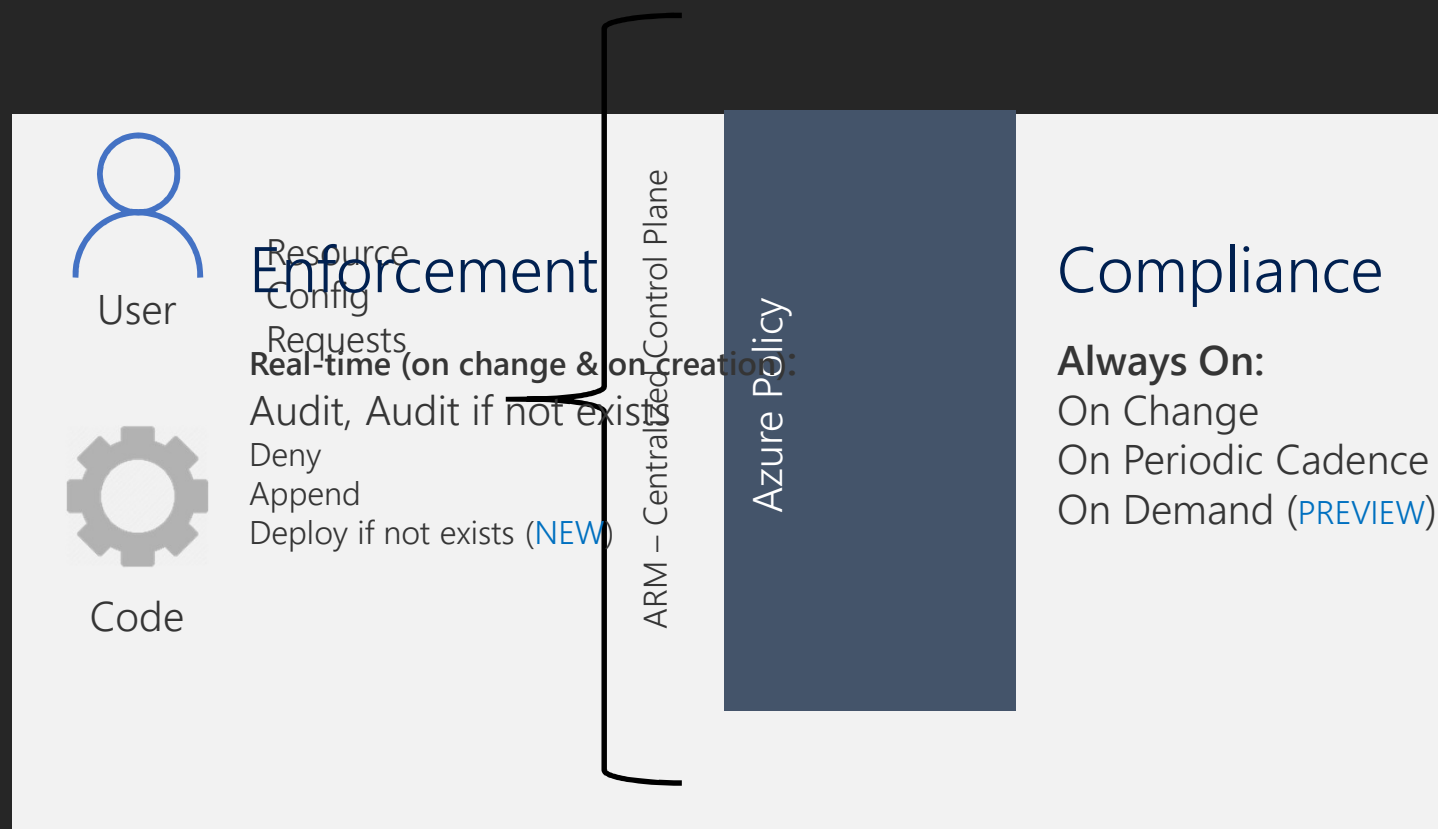 User
Code
Resource
Config
Requests
Enforcement
Real-time (on change & on creation):
Audit, Audit if not exists
Deny
Append
Deploy if not exists (NEW)
ARM – Centralized Control Plane
Azure Policy
Compliance
Always On:
On Change
On Periodic Cadence
On Demand (PREVIEW)